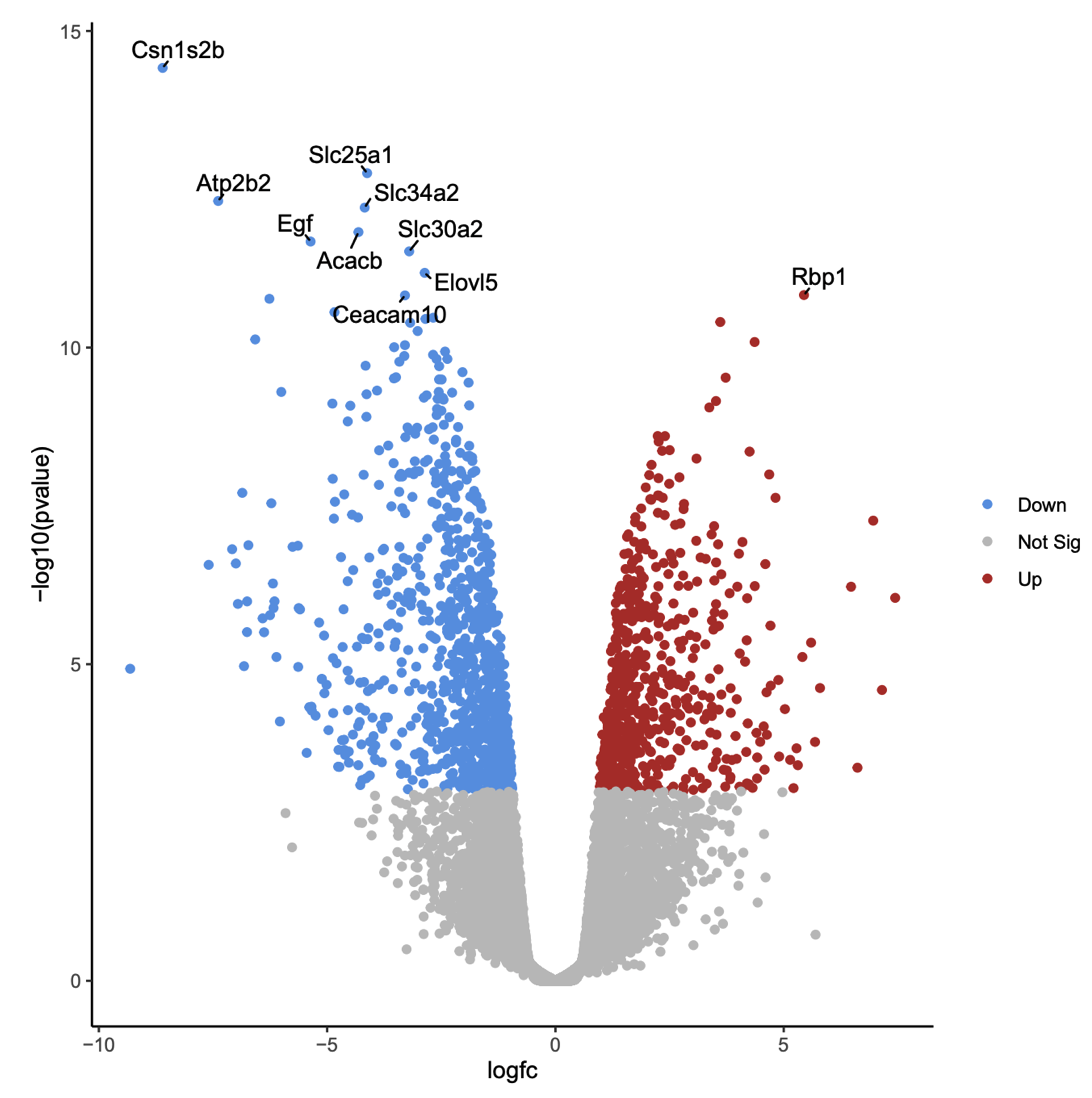 15
Csn1s2b
Slc25a1
Atp2b2
Slc34a2
Egf
Slc30a2
Acacb
Rbp1
Elovl5
Ceacam10
10
−log10(pvalue)
Down
Not Sig
Up
5
0
−10
−5
0
5
logfc